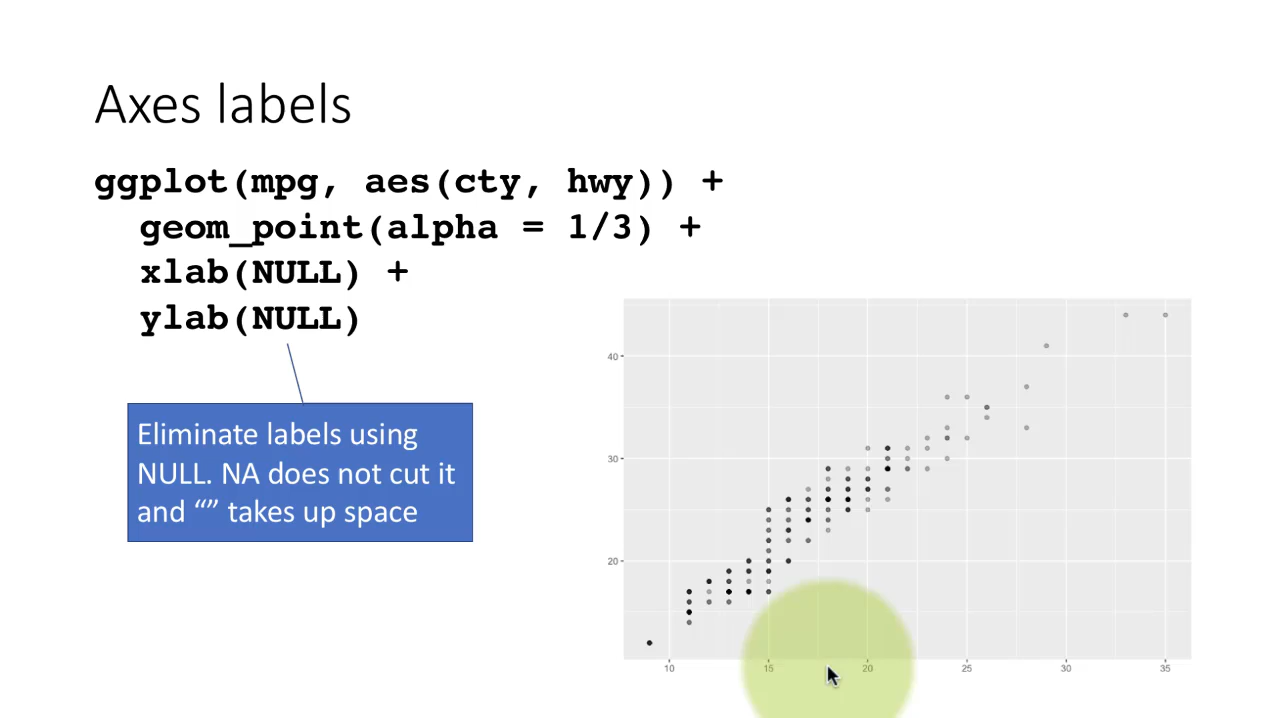 Axes labels
ggplot(mpg, aes(cty, hwy)) +
geom_point(alpha = 1/3) +
xlab(NULL) +
ylab(NULL)
Eliminate labels using
NULL. NA does not cut it
and “” takes up space
40
30
20
10 15 20 25 30 35